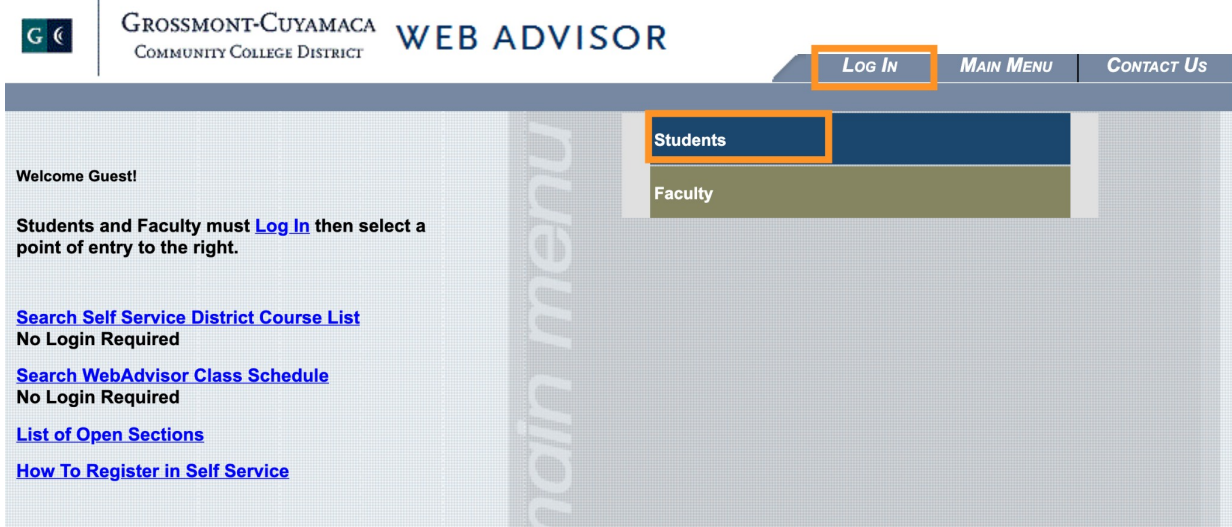 G C
GROSSMONT-CUYAMACA
COMMUNITY COLLEGE DISTRICT
WEB ADVISOR
LOG IN
MAIN MENU
CONTACT US
Welcome Guest!
Students and Faculty must Log In then select a
point of entry to the right.
Search Self Service District Course List
No Login Required
Search WebAdvisor Class Schedule
No Login Required
List of Open Sections
How To Register in Self Service
main menu
Students
Faculty